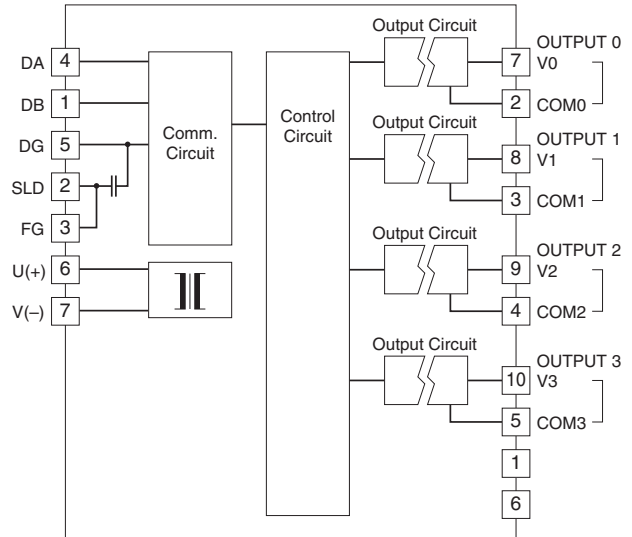 DA 4
DB 1
DG 5
SLD 2
FG 3
U(+) 6
V(–) 7
Comm.
Circuit
Control
Circuit
Output Circuit
OUTPUT 0
7 V0
2 COM0
Output Circuit
OUTPUT 1
8 V1
3 COM1
Output Circuit
OUTPUT 2
9 V2
4 COM2
Output Circuit
OUTPUT 3
10 V3
5 COM3
1
6